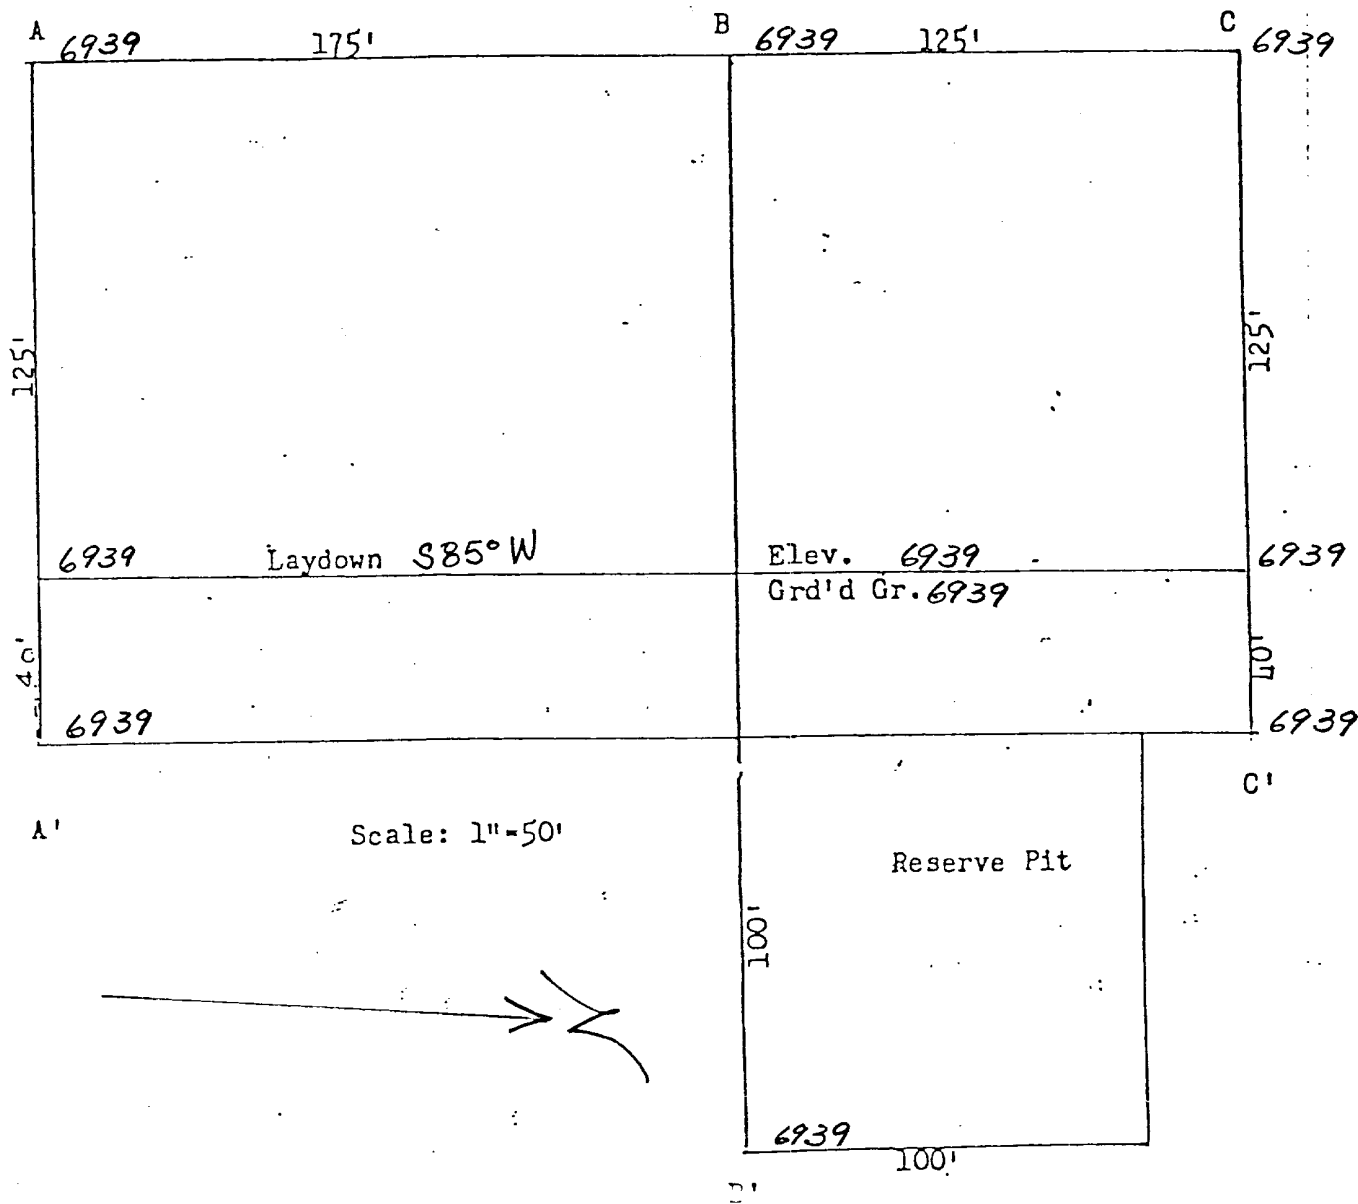 A 6939 175' B 6939 125' C 6939
125'
125'
6939 Laydown S85°W Elev. 6939 6939
Grd'd Gr. 6939
40'
40'
6939 6939
C'
A' Scale: 1"=50'
Reserve Pit
100'
N
6939
100'
B'